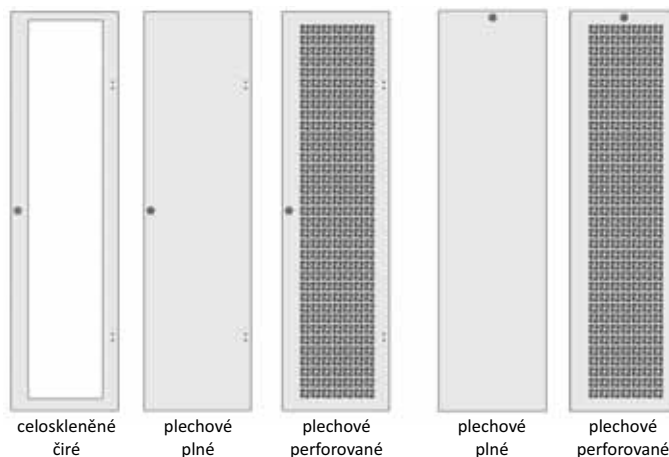 celoskleněné
čiré
plechové
plné
plechové
perforované
plechové
plné
plechové
perforované